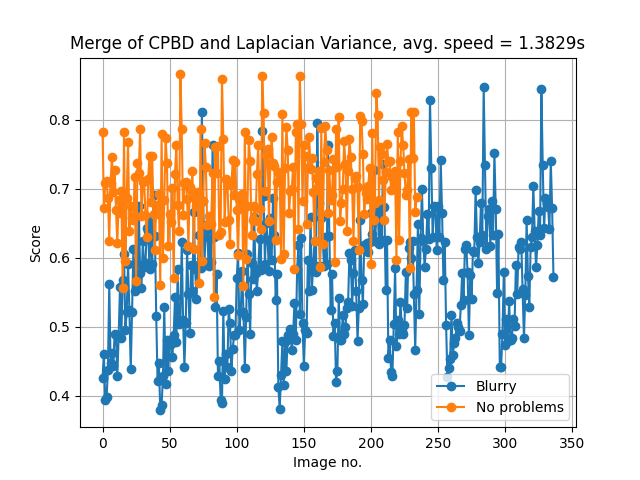 Merge of CPBD and Laplacian Variance, avg. speed = 1.3829s
Score
0.8
0.7
0.6
0.5
0.4
0 50 100 150 200 250 300 350
Image no.
Blurry
No problems